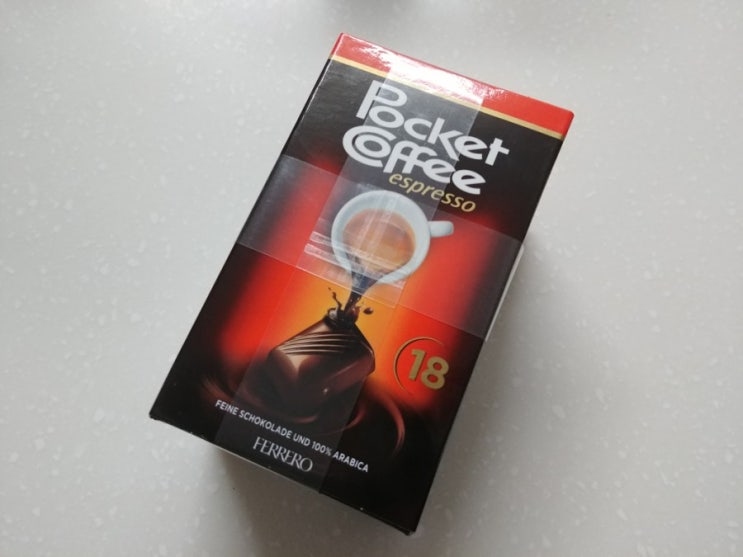 Pocket
Coffee
espresso
18
FEINE SCHOKOLADE UND 100% ARABICA
FERRERO